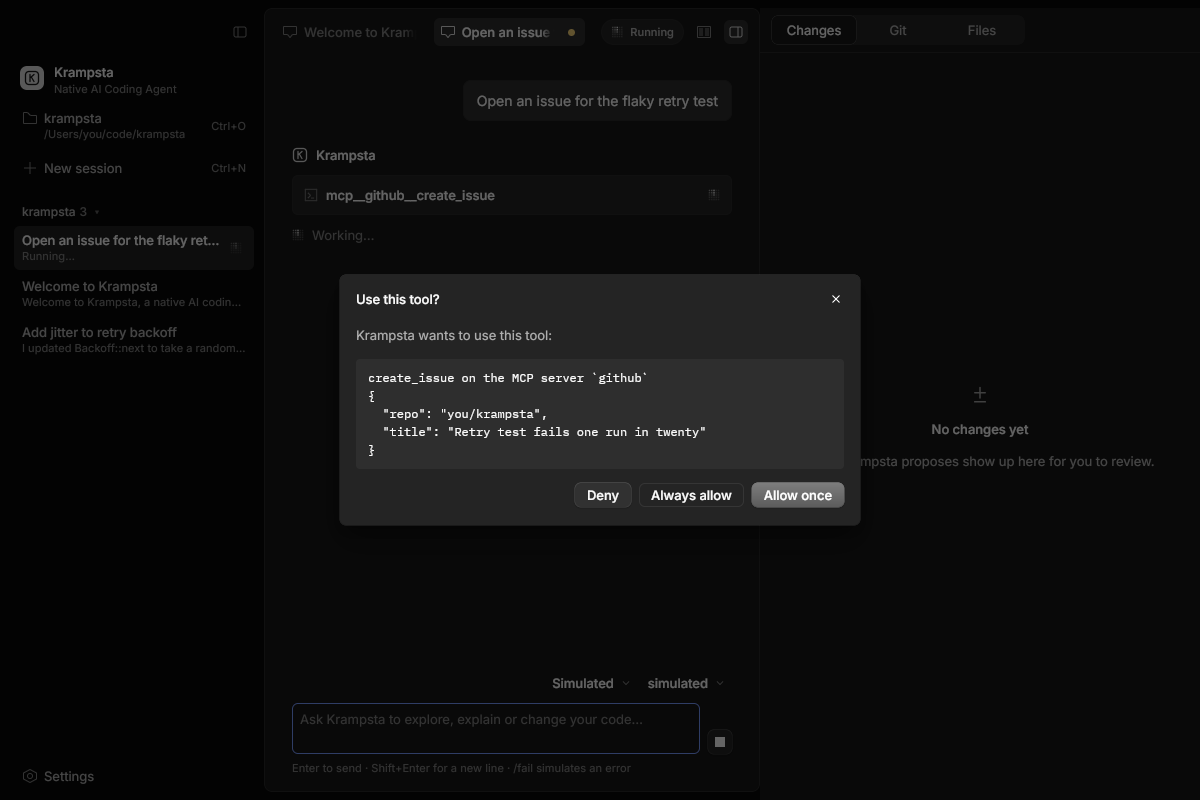 Krampsta
Native AI Coding Agent
krampsta
/Users/you/code/krampsta
Ctrl+O
New session
Ctrl+N
krampsta 3
Open an issue for the flaky ret...
Running...
Welcome to Krampsta
Welcome to Krampsta, a native AI codin...
Add jitter to retry backoff
I updated Backoff::next to take a random...
Settings
Welcome to Kram
Open an issue
Running
Open an issue for the flaky retry test
Krampsta
mcp__github__create_issue
Working...
Use this tool?
Krampsta wants to use this tool:
create_issue on the MCP server `github`
{
"repo": "you/krampsta",
"title": "Retry test fails one run in twenty"
}
Deny
Always allow
Allow once
Simulated
simulated
Ask Krampsta to explore, explain or change your code...
Enter to send · Shift+Enter for a new line · /fail simulates an error
Changes
Git
Files
No changes yet
mpsta proposes show up here for you to review.